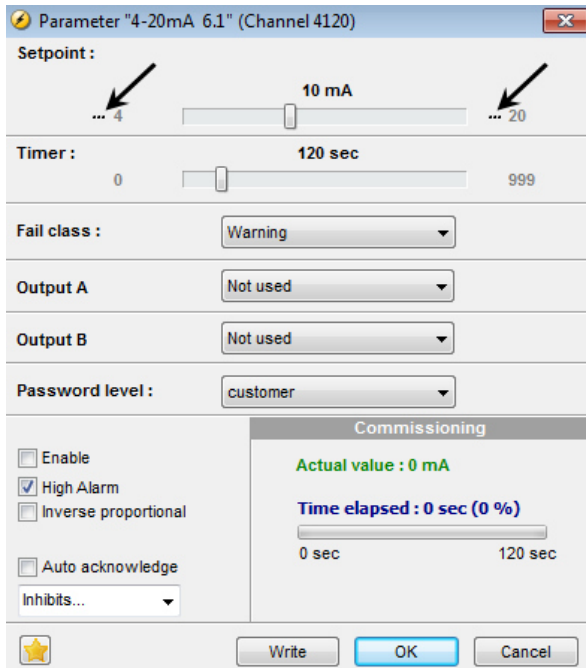 Parameter "4-20mA 6.1" (Channel 4120)
Setpoint :
10 mA
... 4
... 20
Timer :
120 sec
0
999
Fail class :
Warning
Output A
Not used
Output B
Not used
Password level :
customer
Enable
High Alarm
Inverse proportional
Auto acknowledge
Inhibits...
Commissioning
Actual value : 0 mA
Time elapsed : 0 sec (0 %)
0 sec
120 sec
Write
OK
Cancel